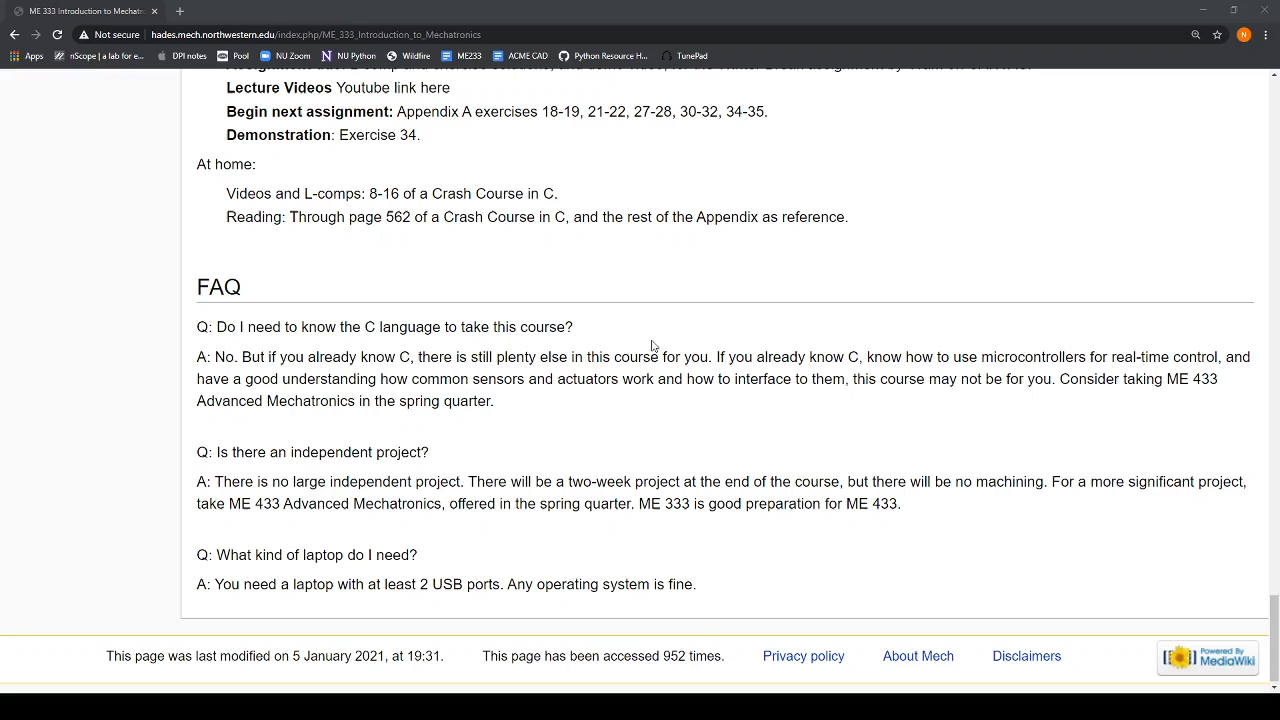 ME 333 Introduction to Mechatr
Not secure | hades.mech.northwestern.edu/index.php/ME_333_Introduction_to_Mechatronics
Apps nScope | a lab for e... DPI notes Pool NU Zoom NU Python Wildfire ME233 ACME CAD Python Resource H... TunePad
Lecture Videos Youtube link here
Begin next assignment: Appendix A exercises 18-19, 21-22, 27-28, 30-32, 34-35.
Demonstration: Exercise 34.
At home:
Videos and L-comps: 8-16 of a Crash Course in C.
Reading: Through page 562 of a Crash Course in C, and the rest of the Appendix as reference.
FAQ
Q: Do I need to know the C language to take this course?
A: No. But if you already know C, there is still plenty else in this course for you. If you already know C, know how to use microcontrollers for real-time control, and
have a good understanding how common sensors and actuators work and how to interface to them, this course may not be for you. Consider taking ME 433
Advanced Mechatronics in the spring quarter.
Q: Is there an independent project?
A: There is no large independent project. There will be a two-week project at the end of the course, but there will be no machining. For a more significant project,
take ME 433 Advanced Mechatronics, offered in the spring quarter. ME 333 is good preparation for ME 433.
Q: What kind of laptop do I need?
A: You need a laptop with at least 2 USB ports. Any operating system is fine.
This page was last modified on 5 January 2021, at 19:31. This page has been accessed 952 times. Privacy policy About Mech Disclaimers
Powered By
MediaWiki
N